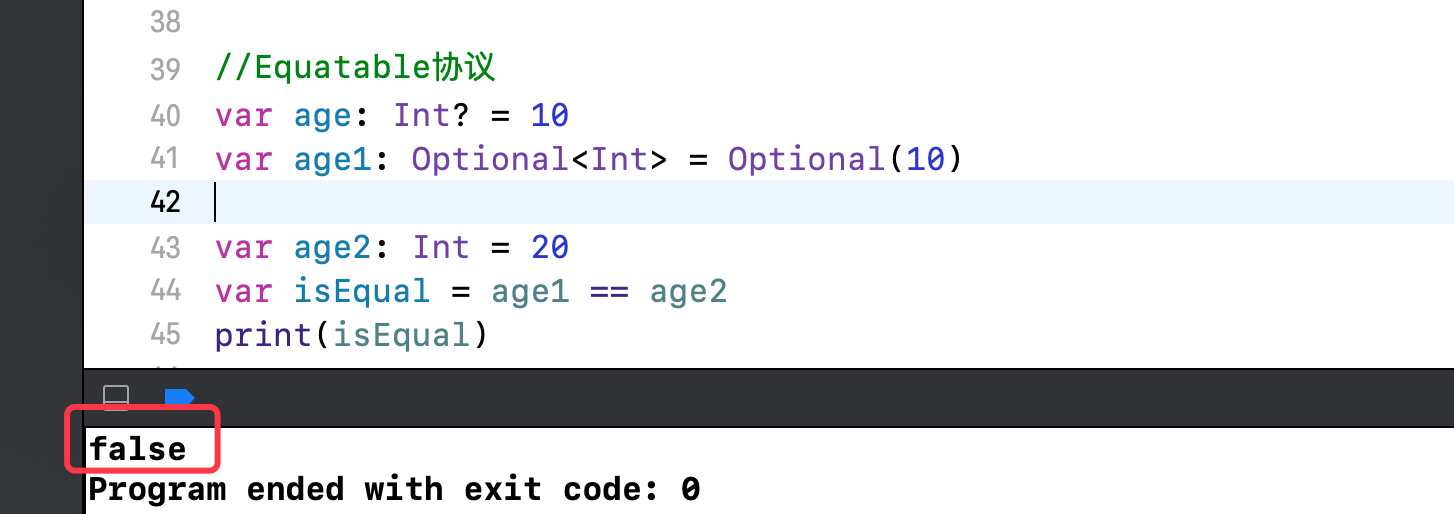 38
39 //Equatable协议
40 var age: Int? = 10
41 var age1: Optional<Int> = Optional(10)
42
43 var age2: Int = 20
44 var isEqual = age1 == age2
45 print(isEqual)
false
Program ended with exit code: 0